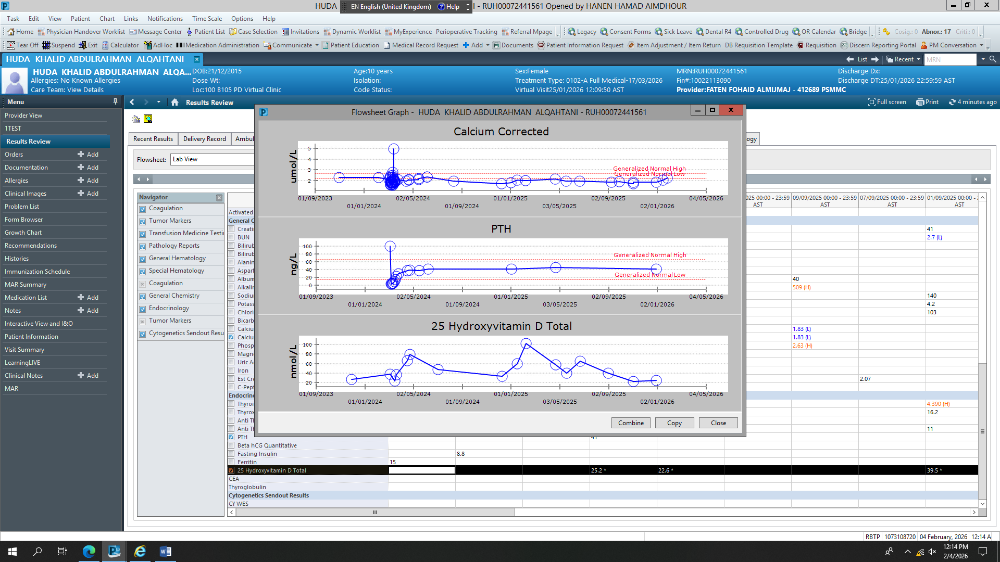 HUDA EN English (United Kingdom) Help I - RUH00072441561 Opened by HANEN HAMAD AIMDHOUR
Task Edit View Patient Chart Links Notifications Time Scale Options Help
Home Physician Handover Worklist Message Center Patient List Case Selection Invitations Dynamic Worklist MyExperience Perioperative Tracking Referral Mpage Legacy Consent Forms Sick Leave Dental R4 Controlled Drug OR Calendar Bridge Cosig.: 0 Abnor.: 17 Criti.: 0
Tear Off Suspend Exit Calculator AdHoc Medication Administration Communicate Patient Education Medical Record Request Add Documents Patient Information Request Item Adjustment / Item Return DB Requisition Template Requisition Discern Reporting Portal PM Conversation
HUDA KHALID ABDULRAHMAN ALQAHTANI List Recent MRN
HUDA KHALID ABDULRAHMAN ALQA... DOB:21/12/2015 Age:10 years Sex:Female MRN:RUH00072441561 Discharge Dx:
Allergies: No Known Allergies Dose Wt: Isolation: Treatment Type: 0102-A Full Medical-17/03/2026 Fin#:10022113090 Discharge DT:25/01/2026 22:59:59 AST
Care Team: View Details Loc:100 B105 PD Virtual Clinic Code Status: Virtual Visit25/01/2026 12:09:50 AST Provider:FATEN FOHAID ALMIJMAJ - 412689 PSMMC
Menu Results Review Full screen Print 4 minutes ago
Provider View
1TEST
Results Review
Orders Add
Documentation Add
Allergies Add
Clinical Images Add
Problem List
Form Browser
Growth Chart
Recommendations
Histories
Immunization Schedule
MAR Summary
Medication List Add
Notes Add
Interactive View and I&O
Patient Information
Visit Summary
LearningLIVE
Clinical Notes Add
MAR
Recent Results Delivery Record Ambul ogy
Flowsheet: Lab View
Navigator
Coagulation
Tumor Markers
Transfusion Medicine Testi
Pathology Reports
General Hematology
Special Hematology
Coagulation
General Chemistry
Endocrinology
Tumor Markers
Cytogenetics Sendout Resu
Flowsheet Graph - HUDA KHALID ABDULRAHMAN ALQAHTANI - RUH00072441561
Calcium Corrected
umol/L
5
4
3
2
Generalized Normal High
Generalized Normal Low
01/09/2023 02/05/2024 01/01/2025 02/09/2025 04/05/2026
01/01/2024 01/09/2024 03/05/2025 02/01/2026
PTH
ng/L
100
80
60
40
20
0
Generalized Normal High
Generalized Normal Low
01/09/2023 02/05/2024 01/01/2025 02/09/2025 04/05/2026
01/01/2024 01/09/2024 03/05/2025 02/01/2026
25 Hydroxyvitamin D Total
nmol/L
100
80
60
40
20
01/09/2023 02/05/2024 01/01/2025 02/09/2025 04/05/2026
01/01/2024 01/09/2024 03/05/2025 02/01/2026
Combine Copy Close
025 00:00 - 23:59 09/09/2025 00:00 - 23:59 07/09/2025 00:00 - 23:59 01/09/2025 00:00 - 2
AST AST AST AST
Activated
General C
Creatin 41
BUN 2.7 (L)
Bilirub
Bilirub
Alanin
Aspart
Album 40
Alkalin 509 (H)
Sodiu 140
Potass 4.2
Chlori 103
Bicarb
Calciu 1.83 (L)
Calciu 1.83 (L)
Phosp 2.63 (H)
Magn
Uric Ac
Iron
Est Cre 2.07
C-Pept
Endocrino
Thyroi 4.390 (H)
Thyrox 16.2
Anti Th
Anti Th 11
PTH 41
Beta hCG Quantitative
Fasting Insulin 8.8
Ferritin 15
25 Hydroxyvitamin D Total 25.2 * 22.6 * 39.5 *
CEA
Thyroglobulin
Cytogenetics Sendout Results
CY WES
RBTP 1073108720 04 February, 2026 12:14 A
12:14 PM
2/4/2026